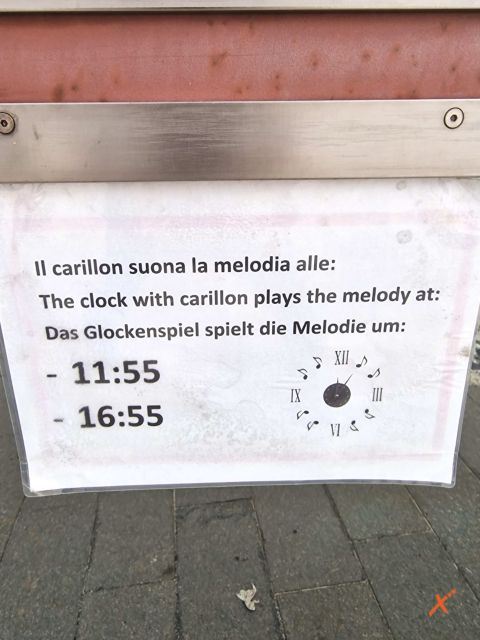 Il carillon suona la melodia alle:
The clock with carillon plays the melody at:
Das Glockenspiel spielt die Melodie um:
- 11:55
- 16:55
XII
IX III
VI